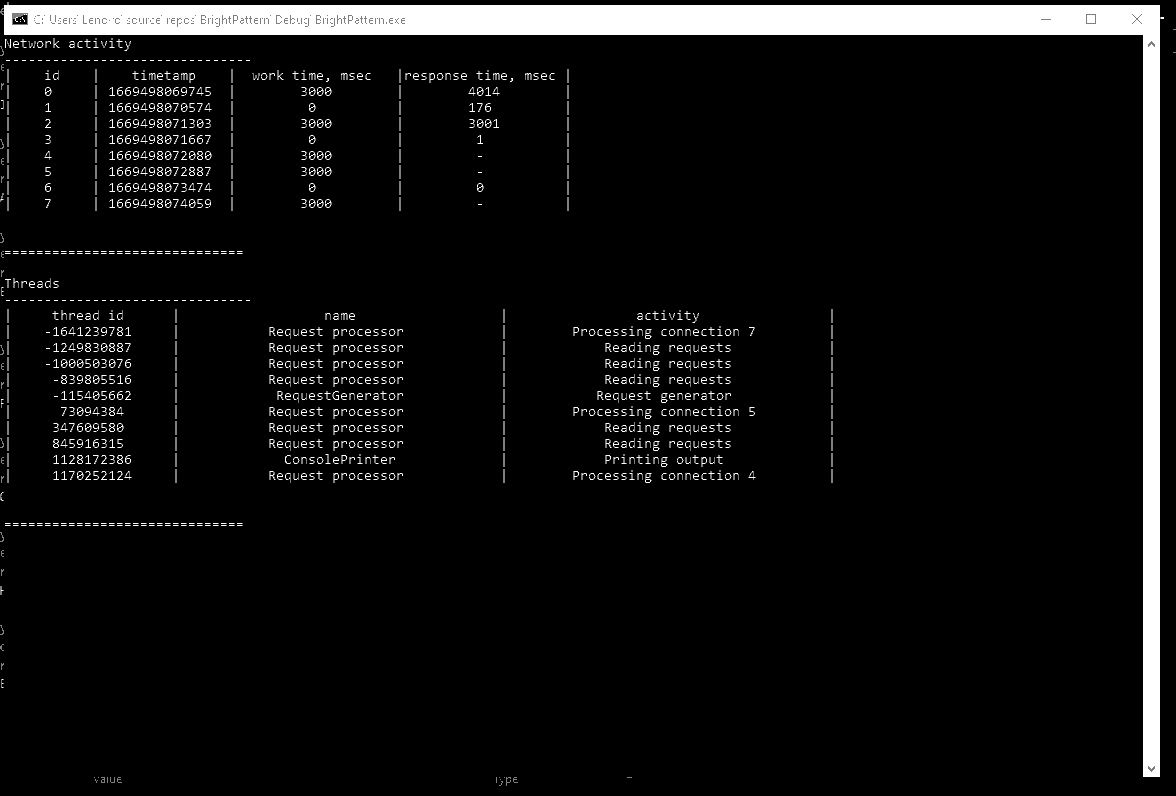 C:\Users\Lenovo\source\repos\BrightPattern\Debug\BrightPattern.exe
Network activity
-------------------------------
| id | timetamp | work time, msec |response time, msec |
| 0 | 1669498069745 | 3000 | 4014 |
| 1 | 1669498070574 | 0 | 176 |
| 2 | 1669498071303 | 3000 | 3001 |
| 3 | 1669498071667 | 0 | 1 |
| 4 | 1669498072080 | 3000 | - |
| 5 | 1669498072887 | 3000 | - |
| 6 | 1669498073474 | 0 | 0 |
| 7 | 1669498074059 | 3000 | - |
==============================
Threads
-------------------------------
| thread id | name | activity |
| -1641239781 | Request processor | Processing connection 7 |
| -1249830887 | Request processor | Reading requests |
| -1000503076 | Request processor | Reading requests |
| -839805516 | Request processor | Reading requests |
| -115405662 | RequestGenerator | Request generator |
| 73094384 | Request processor | Processing connection 5 |
| 347609580 | Request processor | Reading requests |
| 845916315 | Request processor | Reading requests |
| 1128172386 | ConsolePrinter | Printing output |
| 1170252124 | Request processor | Processing connection 4 |
==============================
Value Type